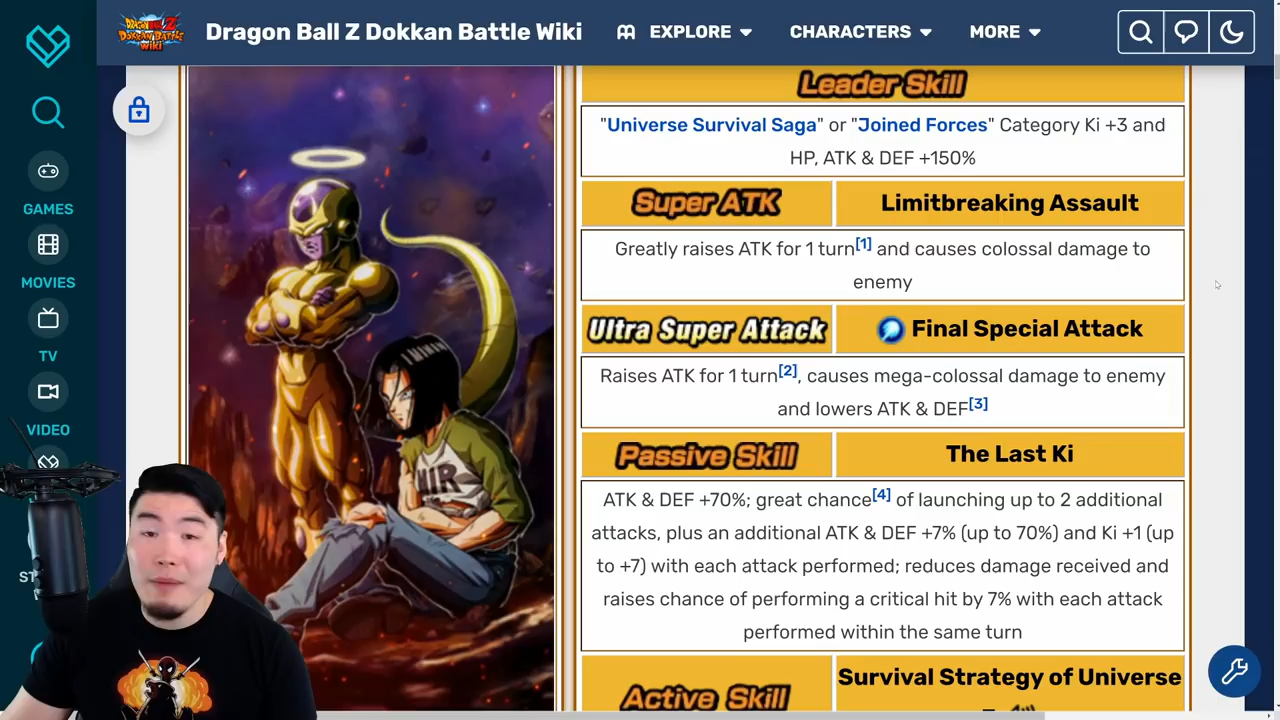 Dragon Ball Z Dokkan Battle Wiki
EXPLORE
CHARACTERS
MORE
GAMES
MOVIES
TV
VIDEO
Leader Skill
"Universe Survival Saga" or "Joined Forces" Category Ki +3 and
HP, ATK & DEF +150%
Super ATK
Limitbreaking Assault
Greatly raises ATK for 1 turn[1] and causes colossal damage to
enemy
Ultra Super Attack
Final Special Attack
Raises ATK for 1 turn[2], causes mega-colossal damage to enemy
and lowers ATK & DEF[3]
Passive Skill
The Last Ki
ATK & DEF +70%; great chance[4] of launching up to 2 additional
attacks, plus an additional ATK & DEF +7% (up to 70%) and Ki +1 (up
to +7) with each attack performed; reduces damage received and
raises chance of performing a critical hit by 7% with each attack
performed within the same turn
Active Skill
Survival Strategy of Universe